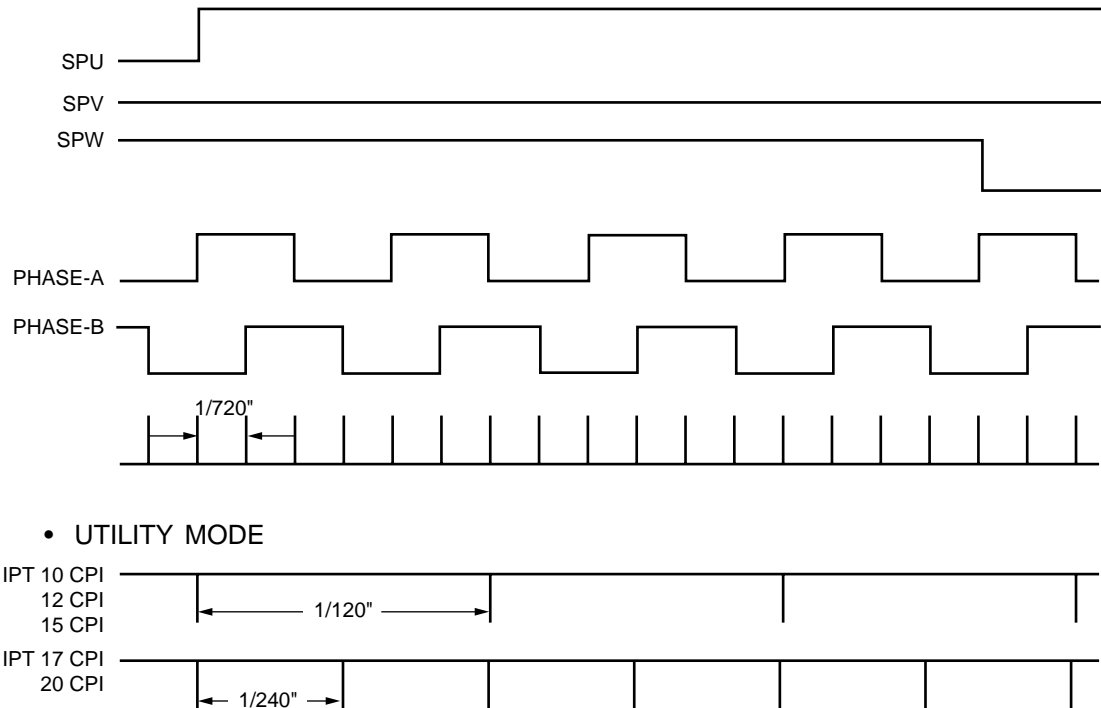 SPU
SPV
SPW
PHASE-A
PHASE-B
1/720"
• UTILITY MODE
IPT 10 CPI
12 CPI
15 CPI
1/120"
IPT 17 CPI
20 CPI
1/240"